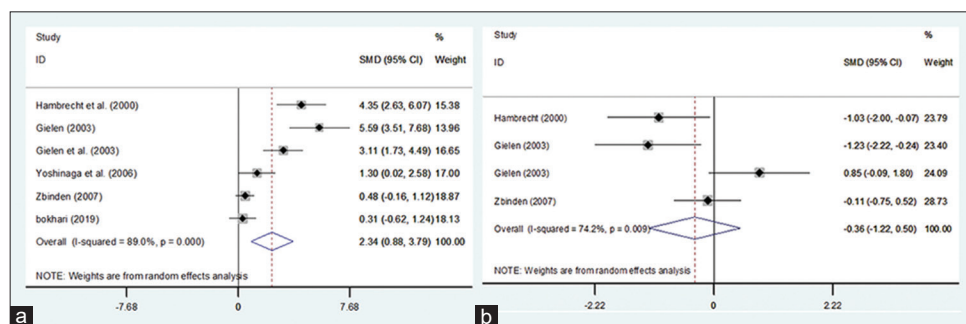 Study %
ID SMD (95% CI) Weight
Hambrecht et al. (2000) 4.35 (2.63, 6.07) 15.38
Gielen (2003) 5.59 (3.51, 7.68) 13.96
Gielen et al. (2003) 3.11 (1.73, 4.49) 16.65
Yoshinaga et al. (2006) 1.30 (0.02, 2.58) 17.00
Zbinden (2007) 0.48 (-0.16, 1.12) 18.87
bokhari (2019) 0.31 (-0.62, 1.24) 18.13
Overall (I-squared = 89.0%, p = 0.000) 2.34 (0.88, 3.79) 100.00
NOTE: Weights are from random effects analysis
-7.68 0 7.68
a
Study %
ID SMD (95% CI) Weight
Hambrecht (2000) -1.03 (-2.00, -0.07) 23.79
Gielen (2003) -1.23 (-2.22, -0.24) 23.40
Gielen (2003) 0.85 (-0.09, 1.80) 24.09
Zbinden (2007) -0.11 (-0.75, 0.52) 28.73
Overall (I-squared = 74.2%, p = 0.009) -0.36 (-1.22, 0.50) 100.00
NOTE: Weights are from random effects analysis
-2.22 0 2.22
b